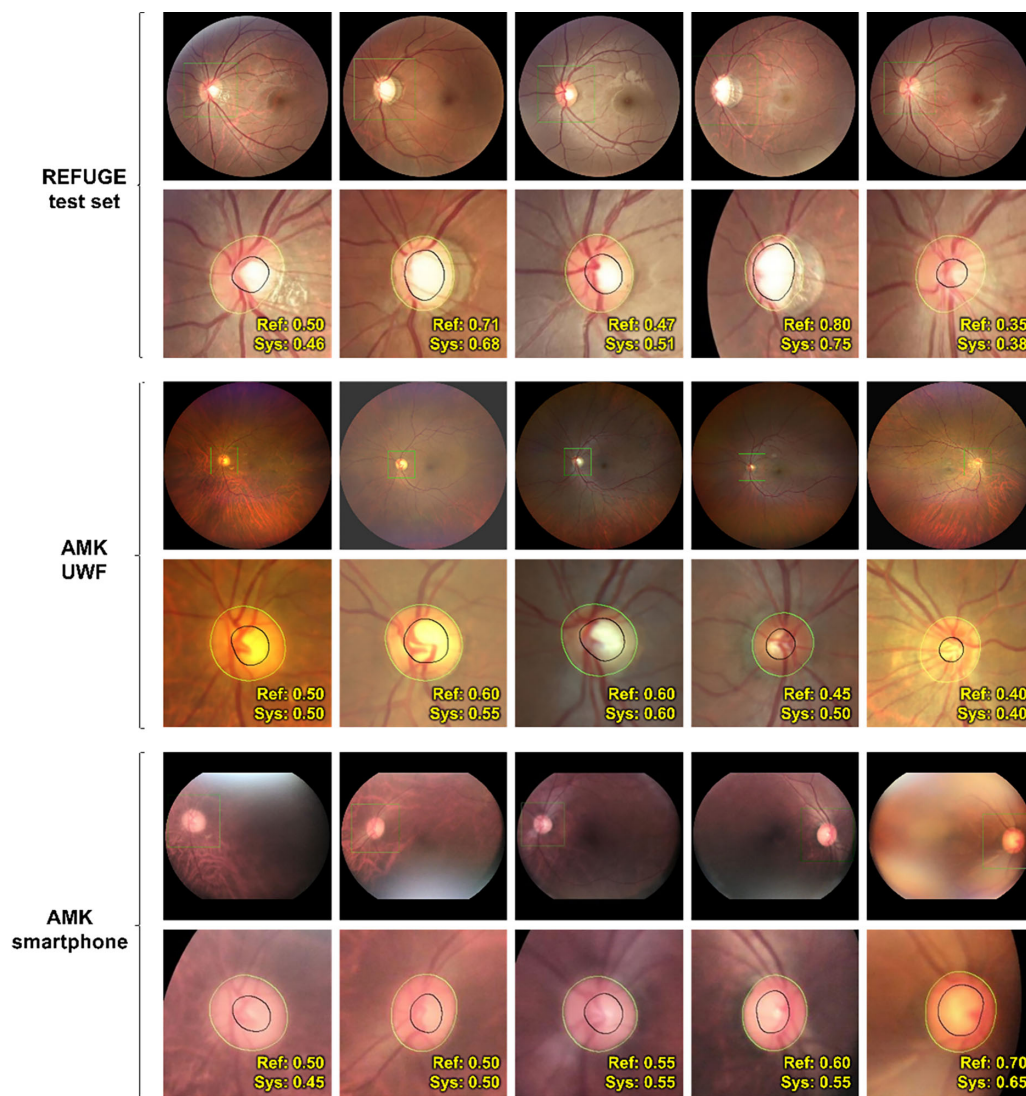 REFUGE
test set
Ref: 0.50
Sys: 0.46
Ref: 0.71
Sys: 0.68
Ref: 0.47
Sys: 0.51
Ref: 0.80
Sys: 0.75
Ref: 0.35
Sys: 0.38
AMK
UWF
Ref: 0.50
Sys: 0.50
Ref: 0.60
Sys: 0.55
Ref: 0.60
Sys: 0.60
Ref: 0.45
Sys: 0.50
Ref: 0.40
Sys: 0.40
AMK
smartphone
Ref: 0.50
Sys: 0.45
Ref: 0.50
Sys: 0.50
Ref: 0.55
Sys: 0.55
Ref: 0.60
Sys: 0.55
Ref: 0.70
Sys: 0.65